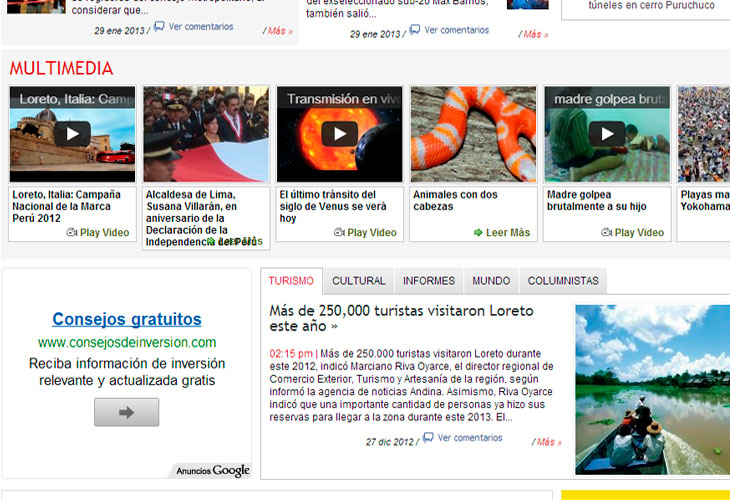 considerar que...
29 ene 2013 / Ver comentarios / Más »
del exseleccionado sub-20 Max Barrios,
también salió...
29 ene 2013 / Ver comentarios / Más »
túneles en cerro Puruchuco
MULTIMEDIA
Loreto, Italia: Camp
Loreto, Italia: Campaña
Nacional de la Marca
Perú 2012
Play Video
Alcaldesa de Lima,
Susana Villarán, en
aniversario de la
Declaración de la
Independencia del Perú
Leer Más
Transmisión en vivo
El último tránsito del
siglo de Venus se verá
hoy
Play Video
Animales con dos
cabezas
Leer Más
madre golpea brut
Madre golpea
brutalmente a su hijo
Play Video
Playas ma
Yokohama
Consejos gratuitos
www.consejosdeinversion.com
Reciba información de inversión
relevante y actualizada gratis
Anuncios Google
TURISMO CULTURAL INFORMES MUNDO COLUMNISTAS
Más de 250,000 turistas visitaron Loreto
este año »
02:15 pm | Más de 250.000 turistas visitaron Loreto durante
este 2012, indicó Marciano Riva Oyarce, el director regional de
Comercio Exterior, Turismo y Artesanía de la región, según
informó la agencia de noticias Andina. Asimismo, Riva Oyarce
indicó que una importante cantidad de personas ya hizo sus
reservas para llegar a la zona durante este 2013. El...
27 dic 2012 / Ver comentarios / Más »